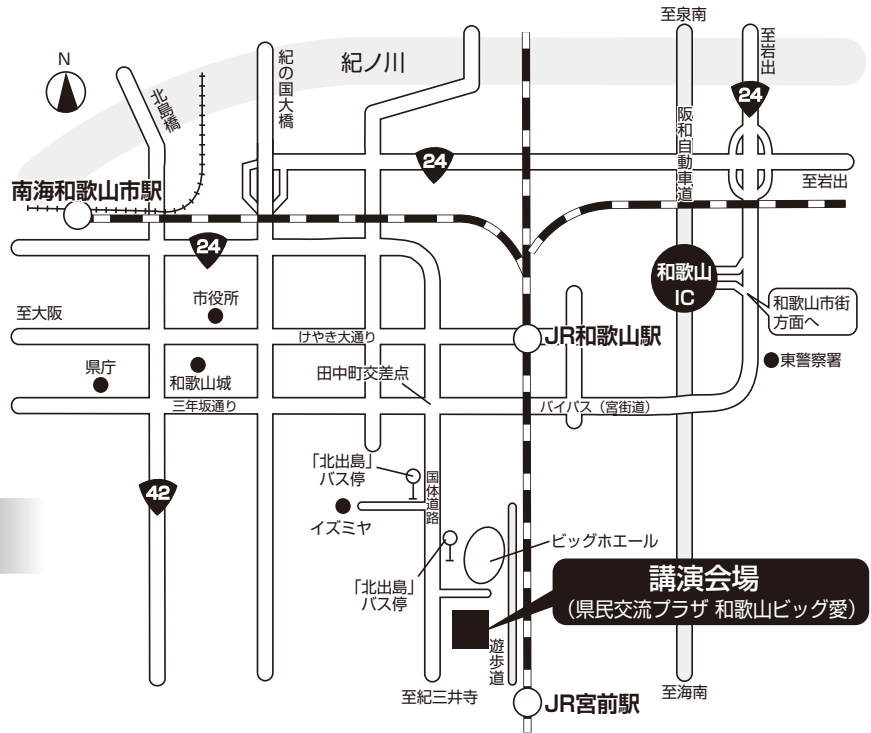 至泉南
至岩出
N
紀ノ川
紀の国大橋
北島橋
24
阪和自動車道
24
至岩出
南海和歌山市駅
24
和歌山
IC
市役所
至大阪
和歌山市街
方面へ
けやき大通り
JR和歌山駅
県庁
和歌山城
田中町交差点
東警察署
三年坂通り
バイパス（宮街道）
「北出島」
バス停
国体道路
42
イズミヤ
ビッグホエール
「北出島」
バス停
講演会場
（県民交流プラザ 和歌山ビッグ愛）
遊歩道
至紀三井寺
至海南
JR宮前駅